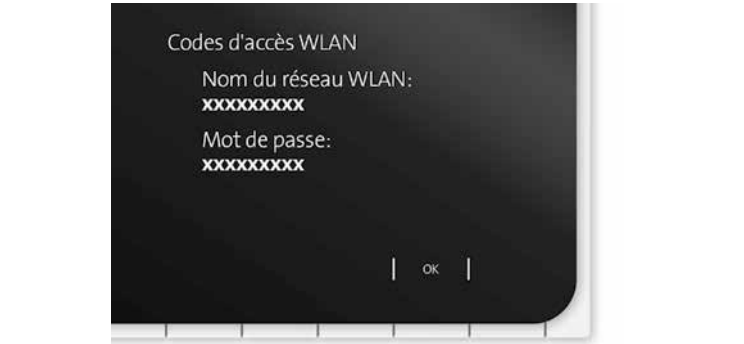 Codes d'accès WLAN
Nom du réseau WLAN:
xxxxxxxxx
Mot de passe:
xxxxxxxxx
OK